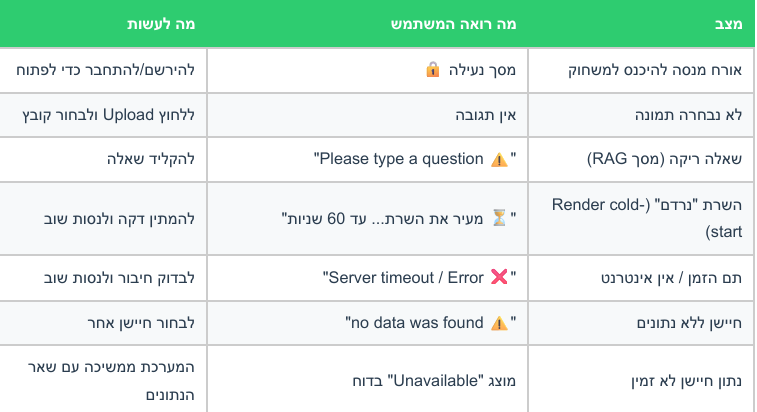 מצב
מה רואה המשתמש
מה לעשות
אורח מנסה להיכנס למשחוק
מסך נעילה 🔒
להירשם/להתחבר כדי לפתוח
לא נבחרה תמונה
אין תגובה
ללחוץ Upload ולבחור קובץ
שאלה ריקה (מסך RAG)
"⚠️ Please type a question"
להקליד שאלה
השרת "נרדם" (Render cold-
start)
"⏳ מעיר את השרת... עד 60 שניות"
להמתין דקה ולנסות שוב
תם הזמן / אין אינטרנט
"❌ Server timeout / Error"
לבדוק חיבור ולנסות שוב
חיישן ללא נתונים
"⚠️ no data was found"
לבחור חיישן אחר
נתון חיישן לא זמין
מוצג "Unavailable" בדוח
המערכת ממשיכה עם שאר
הנתונים